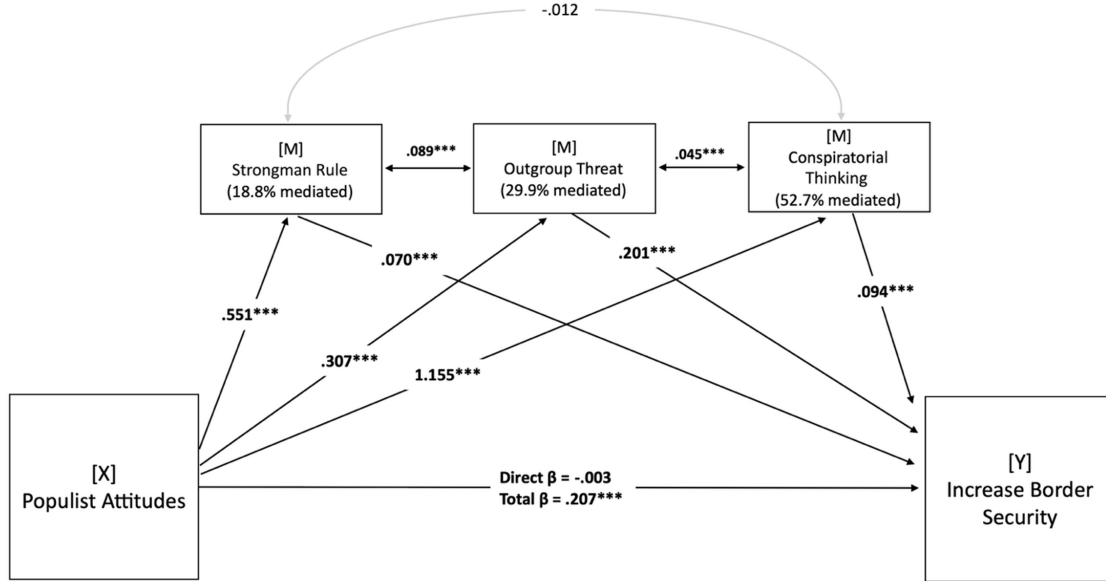 -.012
[M]
Strongman Rule
(18.8% mediated)
.089***
[M]
Outgroup Threat
(29.9% mediated)
.045***
[M]
Conspiratorial
Thinking
(52.7% mediated)
.070***
.201***
.094***
.551***
.307***
1.155***
[X]
Populist Attitudes
Direct β = -.003
Total β = .207***
[Y]
Increase Border
Security